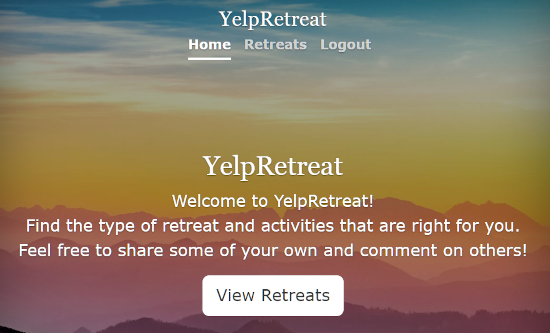 YelpRetreat
Home Retreats Logout
YelpRetreat
Welcome to YelpRetreat!
Find the type of retreat and activities that are right for you.
Feel free to share some of your own and comment on others!
View Retreats